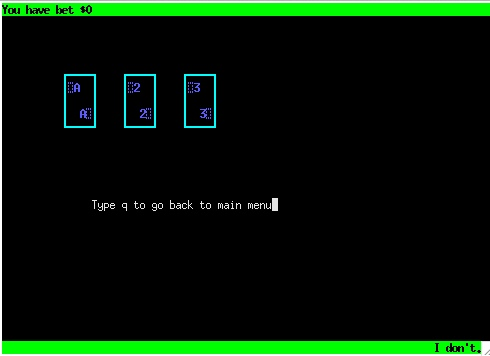 You have bet $0
A 2 3
A 2 3
Type q to go back to main menu
I don't.